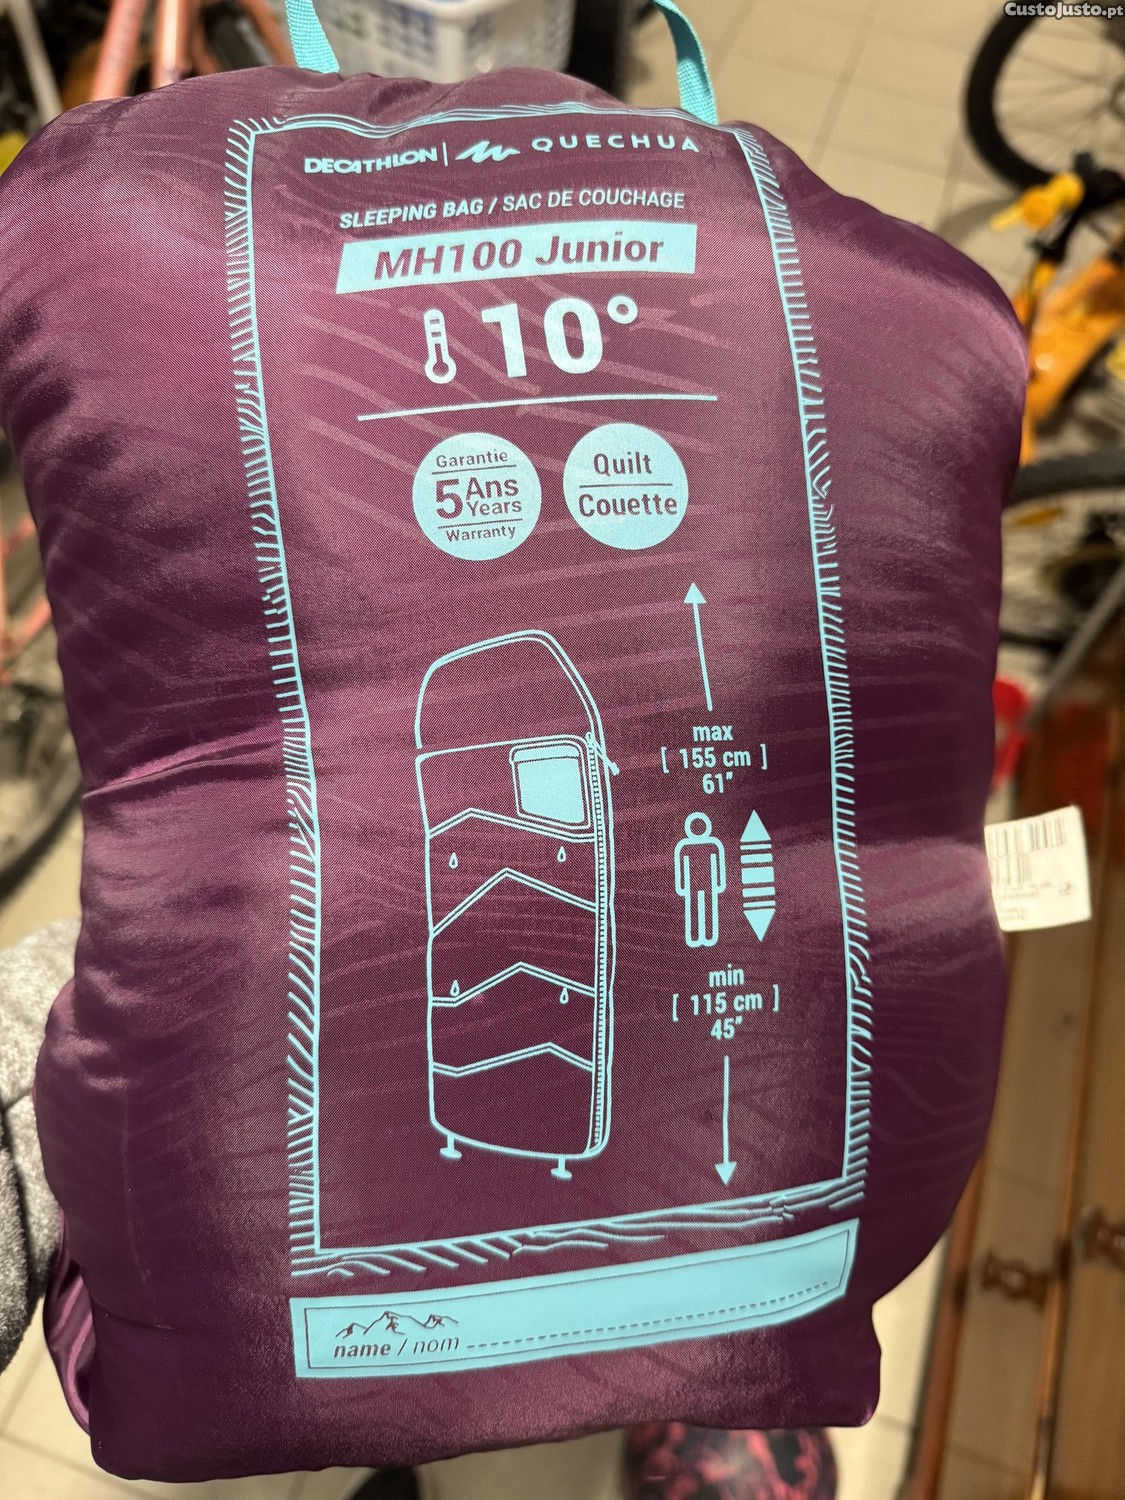 CustoJusto.pt
DECATHLON | QUECHUA
SLEEPING BAG / SAC DE COUCHAGE
MH100 Junior
10°
Garantie
5 Ans
Years
Warranty
Quilt
Couette
max
[ 155 cm ]
61"
min
[ 115 cm ]
45"
name / nom